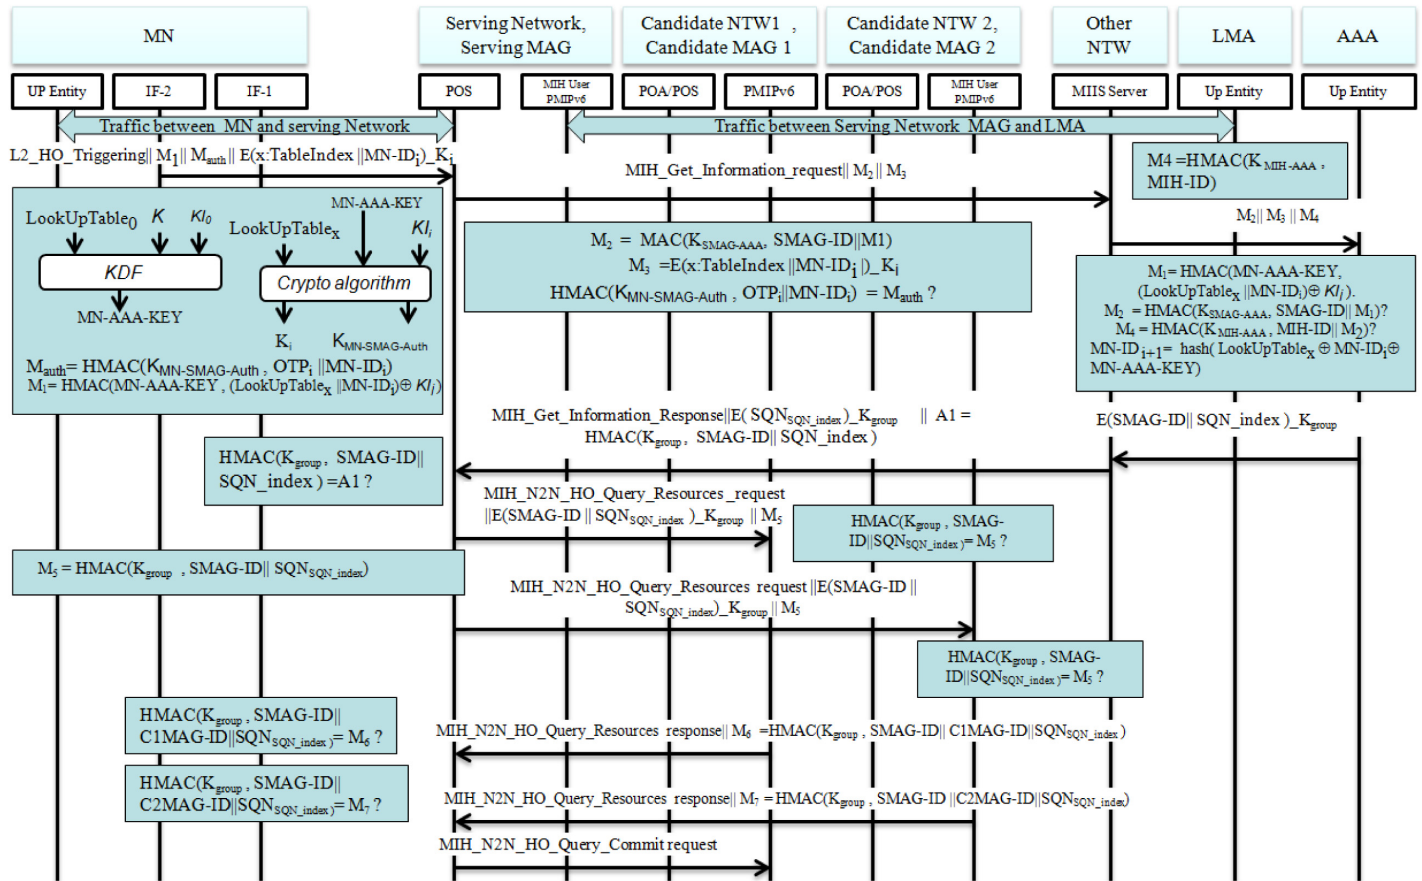 MN
Serving Network,
Serving MAG
Candidate NTW1 ,
Candidate MAG 1
Candidate NTW 2,
Candidate MAG 2
Other
NTW
LMA
AAA
UP Entity
IF-2
IF-1
POS
MIH User
PMIPv6
POA/POS
PMIPv6
POA/POS
MIH User
PMIPv6
MIIS Server
Up Entity
Up Entity
Traffic between MN and serving Network
Traffic between Serving Network MAG and LMA
L2_HO_Triggering|| M1|| Mauth|| E(x:TableIndex ||MN-IDi)_Ki
MIH_Get_Information_request|| M2 || M3
M4 =HMAC(K MIH-AAA ,
MIH-ID)
M2|| M3 || M4
LookUpTable0
K
KI0
KDF
MN-AAA-KEY
MN-AAA-KEY
LookUpTablex
KIi
Crypto algorithm
Ki
KMN-SMAG-Auth
Mauth= HMAC(KMN-SMAG-Auth , OTPi ||MN-IDi)
M1= HMAC(MN-AAA-KEY , (LookUpTablex ||MN-IDi)⊕ KIi)
M2 = MAC(KSMAG-AAA, SMAG-ID||M1)
M3 =E(x:TableIndex ||MN-IDi|)_Ki
HMAC(KMN-SMAG-Auth , OTPi||MN-IDi) = Mauth ?
M1= HMAC(MN-AAA-KEY,
(LookUpTablex ||MN-IDi)⊕ KIi).
M2 = HMAC(KSMAG-AAA, SMAG-ID|| M1)?
M4 = HMAC(K MIH-AAA, MIH-ID|| M2)?
MN-ID i+1= hash( LookUpTablex ⊕ MN-IDi⊕
MN-AAA-KEY)
MIH_Get_Information_Response||E( SQNSQN_index)_Kgroup || A1 =
HMAC(Kgroup, SMAG-ID|| SQN_index )
E(SMAG-ID|| SQN_index )_Kgroup
HMAC(Kgroup, SMAG-ID||
SQN_index ) =A1 ?
MIH_N2N_HO_Query_Resources_request
||E(SMAG-ID || SQNSQN_index )_Kgroup || M5
HMAC(Kgroup , SMAG-
ID||SQNSQN_index )= M5 ?
M5 = HMAC(Kgroup , SMAG-ID|| SQNSQN_index)
MIH_N2N_HO_Query_Resources request ||E(SMAG-ID ||
SQNSQN_index)_Kgroup || M5
HMAC(Kgroup , SMAG-
ID||SQNSQN_index )= M5 ?
HMAC(Kgroup , SMAG-ID||
C1MAG-ID||SQNSQN_index )= M6 ?
MIH_N2N_HO_Query_Resources response|| M6 =HMAC(Kgroup , SMAG-ID|| C1MAG-ID||SQNSQN_index )
HMAC(Kgroup , SMAG-ID||
C2MAG-ID||SQNSQN_index )= M7 ?
MIH_N2N_HO_Query_Resources response|| M7 =HMAC(Kgroup , SMAG-ID ||C2MAG-ID||SQNSQN_index)
MIH_N2N_HO_Query_Commit request